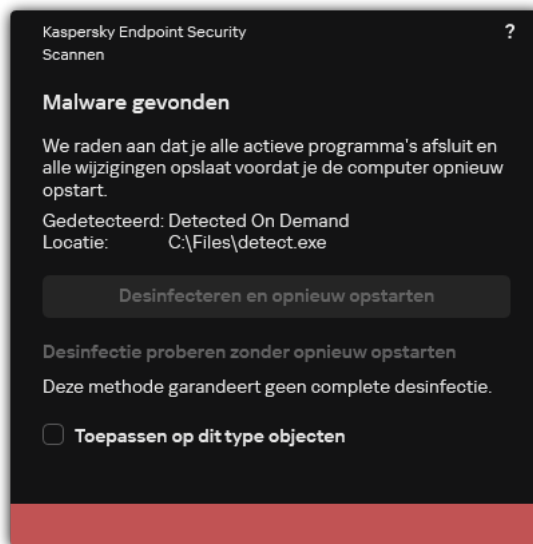 Kaspersky Endpoint Security ?
Scannen
Malware gevonden
We raden aan dat je alle actieve programma's afsluit en
alle wijzigingen opslaat voordat je de computer opnieuw
opstart.
Gedetecteerd: Detected On Demand
Locatie: C:\Files\detect.exe
Desinfecteren en opnieuw opstarten
Desinfectie proberen zonder opnieuw opstarten
Deze methode garandeert geen complete desinfectie.
Toepassen op dit type objecten